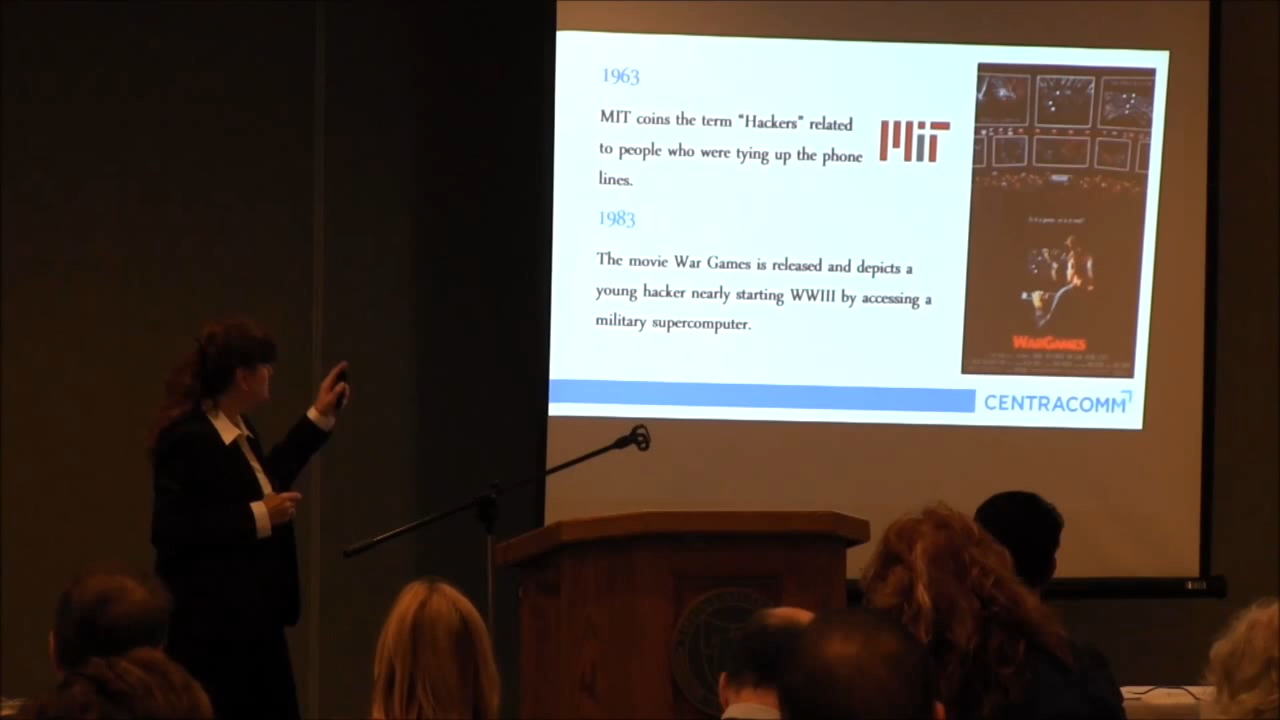 1963
MIT coins the term "Hackers" related
to people who were tying up the phone
lines.
MIT
1983
The movie War Games is released and depicts a
young hacker nearly starting WWIII by accessing a
military supercomputer.
WARGAMES
CENTRACOMM